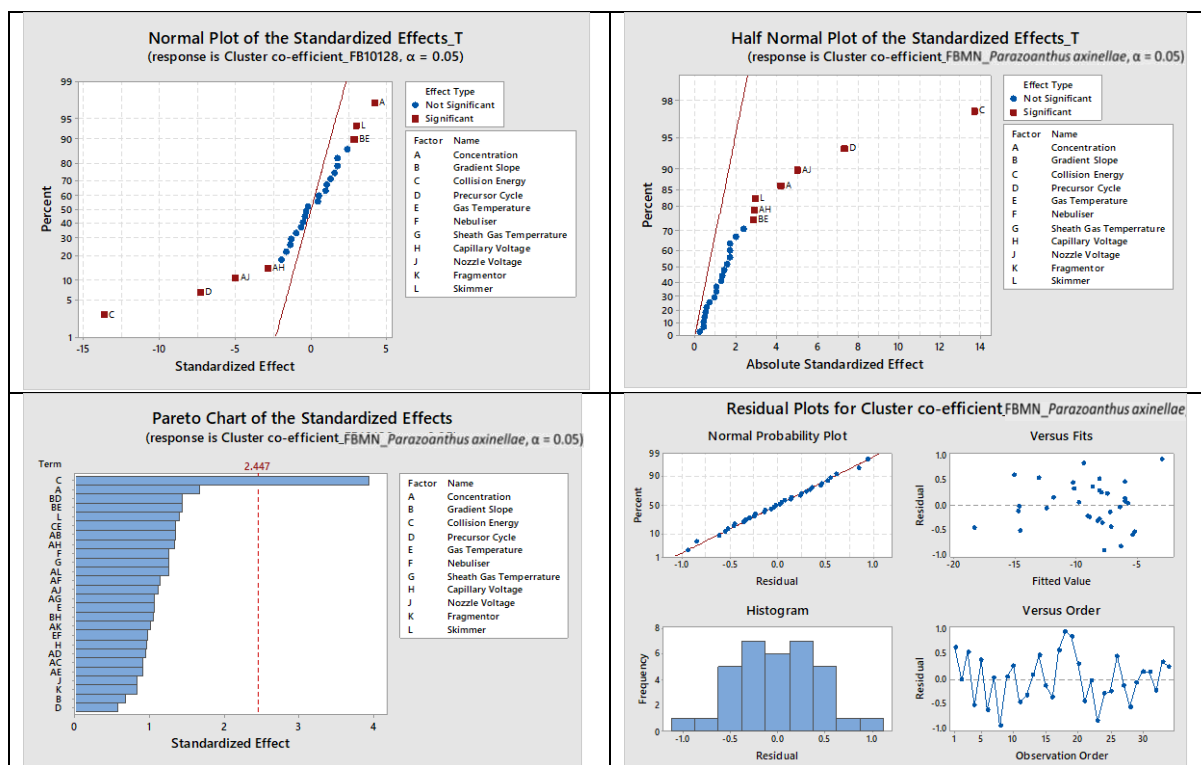 Normal Plot of the Standardized Effects_T
(response is Cluster co-efficient_FB10128, α = 0.05)
99
95
90
80
70
60
50
40
30
20
10
5
1
Percent
A
L
BE
AH
AJ
D
C
-15
-10
-5
0
5
Standardized Effect
Effect Type
Not Significant
Significant
Factor Name
A Concentration
B Gradient Slope
C Collision Energy
D Precursor Cycle
E Gas Temperature
F Nebuliser
G Sheath Gas Temperrature
H Capillary Voltage
J Nozzle Voltage
K Fragmentor
L Skimmer
Half Normal Plot of the Standardized Effects_T
(response is Cluster co-efficient_FBMN_Parazoanthus axinellae, α = 0.05)
98
95
90
85
80
70
60
50
40
30
20
10
0
Percent
C
D
AJ
A
L
AH
BE
0
2
4
6
8
10
12
14
Absolute Standardized Effect
Effect Type
Not Significant
Significant
Factor Name
A Concentration
B Gradient Slope
C Collision Energy
D Precursor Cycle
E Gas Temperature
F Nebuliser
G Sheath Gas Temperrature
H Capillary Voltage
J Nozzle Voltage
K Fragmentor
L Skimmer
Pareto Chart of the Standardized Effects
(response is Cluster co-efficient_FBMN_Parazoanthus axinellae, α = 0.05)
Term
2.447
C
A
BD
BE
L
CE
AB
AH
F
G
AL
AF
AJ
AG
E
BH
AK
EF
H
AD
AC
AE
J
K
B
D
0
1
2
3
4
Standardized Effect
Factor Name
A Concentration
B Gradient Slope
C Collision Energy
D Precursor Cycle
E Gas Temperature
F Nebuliser
G Sheath Gas Temperrature
H Capillary Voltage
J Nozzle Voltage
K Fragmentor
L Skimmer
Residual Plots for Cluster co-efficient_FBMN_Parazoanthus axinellae,
Normal Probability Plot
99
90
50
10
1
Percent
-1.0
-0.5
0.0
0.5
1.0
Residual
Versus Fits
1.0
0.5
0.0
-0.5
-1.0
Residual
-20
-15
-10
-5
Fitted Value
Histogram
8
6
4
2
0
Frequency
-1.0
-0.5
0.0
0.5
1.0
Residual
Versus Order
1.0
0.5
0.0
-0.5
-1.0
Residual
1
5
10
15
20
25
30
Observation Order